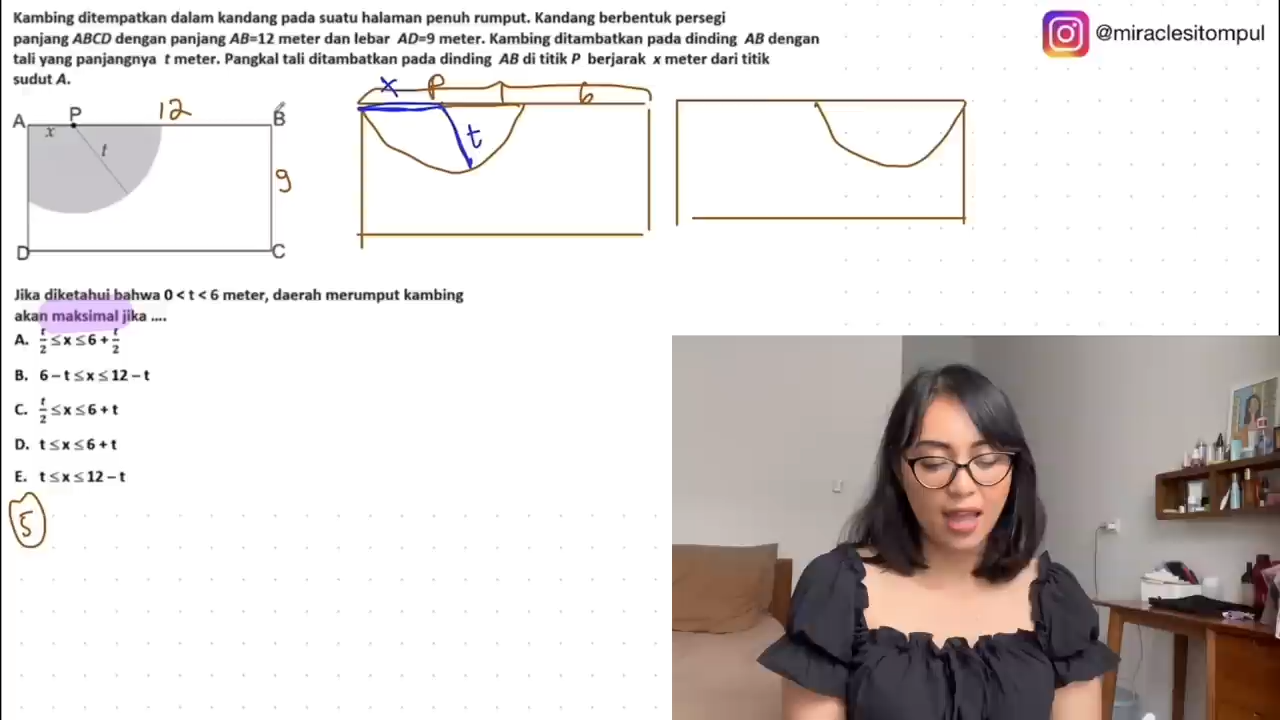 Kambing ditempatkan dalam kandang pada suatu halaman penuh rumput. Kandang berbentuk persegi
panjang ABCD dengan panjang AB=12 meter dan lebar AD=9 meter. Kambing ditambatkan pada dinding AB dengan
tali yang panjangnya t meter. Pangkal tali ditambatkan pada dinding AB di titik P berjarak x meter dari titik
sudut A.
@miraclesitompul
A P 12 B
x t
9
D C
x P 6
t
Jika diketahui bahwa 0 < t < 6 meter, daerah merumput kambing
akan maksimal jika ....
A. t/2 ≤ x ≤ 6 + t/2
B. 6 – t ≤ x ≤ 12 – t
C. t/2 ≤ x ≤ 6 + t
D. t ≤ x ≤ 6 + t
E. t ≤ x ≤ 12 – t
5